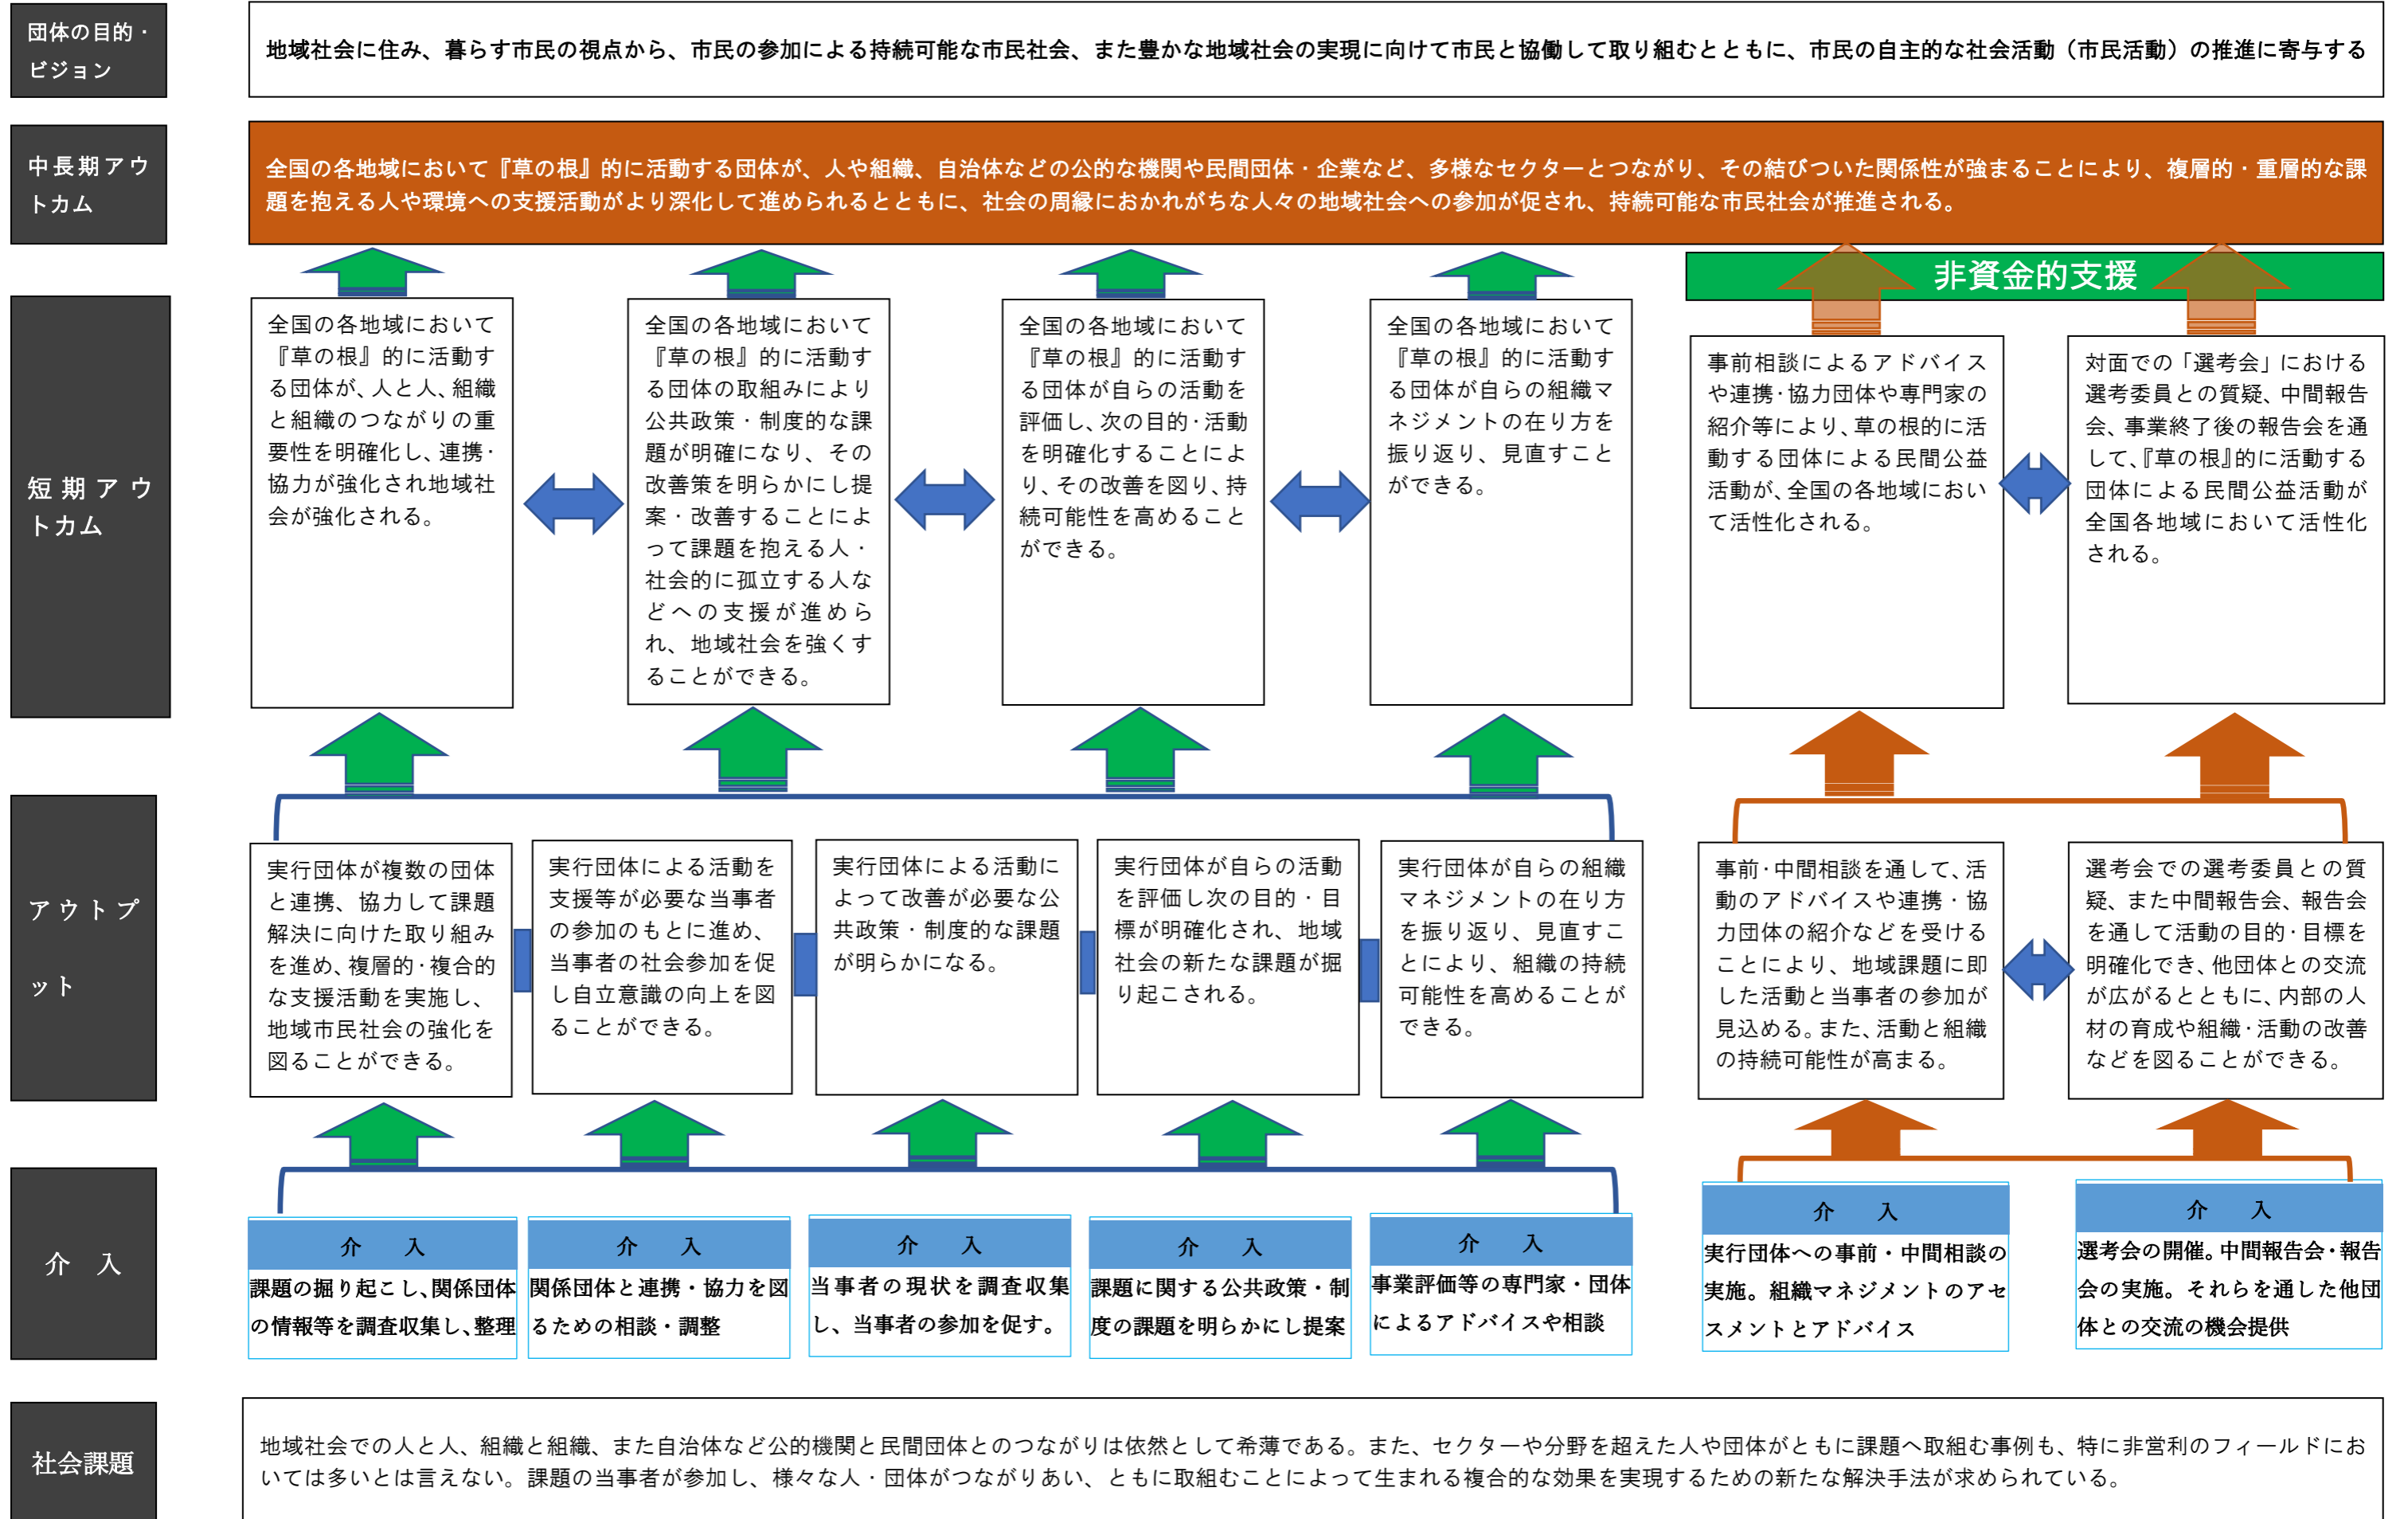 団体の目的・
ビジョン
地域社会に住み、暮らす市民の視点から、市民の参加による持続可能な市民社会、また豊かな地域社会の実現に向けて市民と協働して取り組むとともに、市民の自主的な社会活動（市民活動）の推進に寄与する
中長期アウ
トカム
全国の各地域において『草の根』的に活動する団体が、人や組織、自治体などの公的な機関や民間団体・企業など、多様なセクターとつながり、その結びついた関係性が強まることにより、複層的・重層的な課
題を抱える人や環境への支援活動がより深化して進められるとともに、社会の周縁におかれがちな人々の地域社会への参加が促され、持続可能な市民社会が推進される。
非資金的支援
短期アウ
トカム
全国の各地域において
『草の根』的に活動す
る団体が、人と人、組織
と組織のつながりの重
要性を明確化し、連携・
協力が強化され地域社
会が強化される。
全国の各地域において
『草の根』的に活動す
る団体の取組みにより
公共政策・制度的な課
題が明確になり、その
改善策を明らかにし提
案・改善することによ
って課題を抱える人・
社会的に孤立する人な
どへの支援が進めら
れ、地域社会を強くす
ることができる。
全国の各地域において
『草の根』的に活動す
る団体が自らの活動を
評価し、次の目的・活動
を明確化することによ
り、その改善を図り、持
続可能性を高めること
ができる。
全国の各地域において
『草の根』的に活動す
る団体が自らの組織マ
ネジメントの在り方を
振り返り、見直すこと
ができる。
事前相談によるアドバイス
や連携・協力団体や専門家の
紹介等により、草の根的に活
動する団体による民間公益
活動が、全国の各地域におい
て活性化される。
対面での「選考会」における
選考委員との質疑、中間報告
会、事業終了後の報告会を通
して、『草の根』的に活動する
団体による民間公益活動が
全国各地域において活性化
される。
アウトプ
ット
実行団体が複数の団体
と連携、協力して課題
解決に向けた取り組み
を進め、複層的・複合的
な支援活動を実施し、
地域市民社会の強化を
図ることができる。
実行団体による活動を
支援等が必要な当事者
の参加のもとに進め、
当事者の社会参加を促
し自立意識の向上を図
ることができる。
実行団体による活動に
よって改善が必要な公
共政策・制度的な課題
が明らかになる。
実行団体が自らの活動
を評価し次の目的・目
標が明確化され、地域
社会の新たな課題が掘
り起こされる。
実行団体が自らの組織
マネジメントの在り方
を振り返り、見直すこ
とにより、組織の持続
可能性を高めることが
できる。
事前・中間相談を通して、活
動のアドバイスや連携・協
力団体の紹介などを受ける
ことにより、地域課題に即
した活動と当事者の参加が
見込める。また、活動と組織
の持続可能性が高まる。
選考会での選考委員との質
疑、また中間報告会、報告会
を通して活動の目的・目標を
明確化でき、他団体との交流
が広がるとともに、内部の人
材の育成や組織・活動の改善
などを図ることができる。
介　入
介　入
課題の掘り起こし、関係団体
の情報等を調査収集し、整理
介　入
関係団体と連携・協力を図
るための相談・調整
介　入
当事者の現状を調査収集
し、当事者の参加を促す。
介　入
課題に関する公共政策・制
度の課題を明らかにし提案
介　入
事業評価等の専門家・団体
によるアドバイスや相談
介　入
実行団体への事前・中間相談の
実施。組織マネジメントのアセ
スメントとアドバイス
介　入
選考会の開催。中間報告会・報告
会の実施。それらを通した他団
体との交流の機会提供
社会課題
地域社会での人と人、組織と組織、また自治体など公的機関と民間団体とのつながりは依然として希薄である。また、セクターや分野を超えた人や団体がともに課題へ取組む事例も、特に非営利のフィールドにお
いては多いとは言えない。課題の当事者が参加し、様々な人・団体がつながりあい、ともに取組むことによって生まれる複合的な効果を実現するための新たな解決手法が求められている。